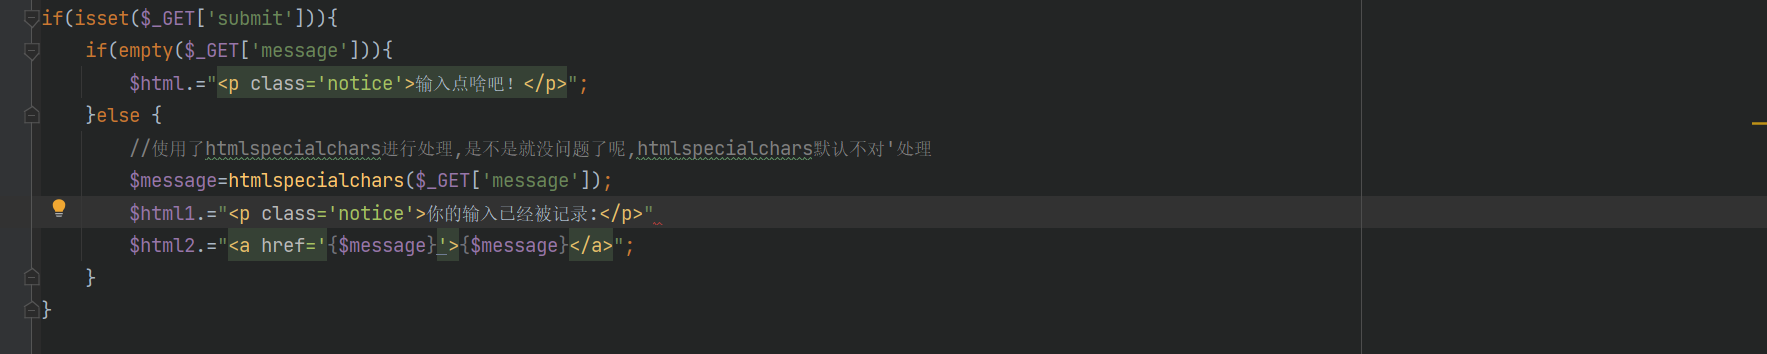 if(isset($_GET['submit'])){
    if(empty($_GET['message'])){
        $html.="<p class='notice'>输入点啥吧！</p>";
    }else {
        //使用了htmlspecialchars进行处理,是不是就没问题了呢,htmlspecialchars默认不对'处理
        $message=htmlspecialchars($_GET['message']);
        $html1.="<p class='notice'>你的输入已经被记录:</p>"
        $html2.="<a href='{$message}'>{$message}</a>";
    }
}